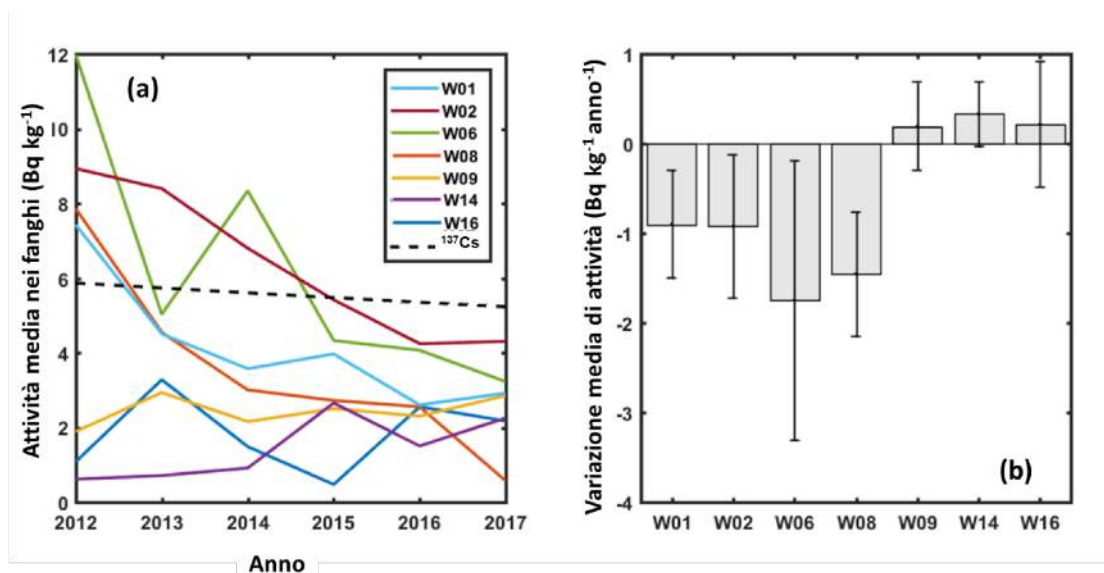 (a)
Attività media nei fanghi (Bq kg⁻¹)
12
10
8
6
4
2
0
W01
W02
W06
W08
W09
W14
W16
¹³⁷Cs
2012 2013 2014 2015 2016 2017
Anno
Variazione media di attività (Bq kg⁻¹ anno⁻¹)
1
0
-1
-2
-3
-4
(b)
W01 W02 W06 W08 W09 W14 W16